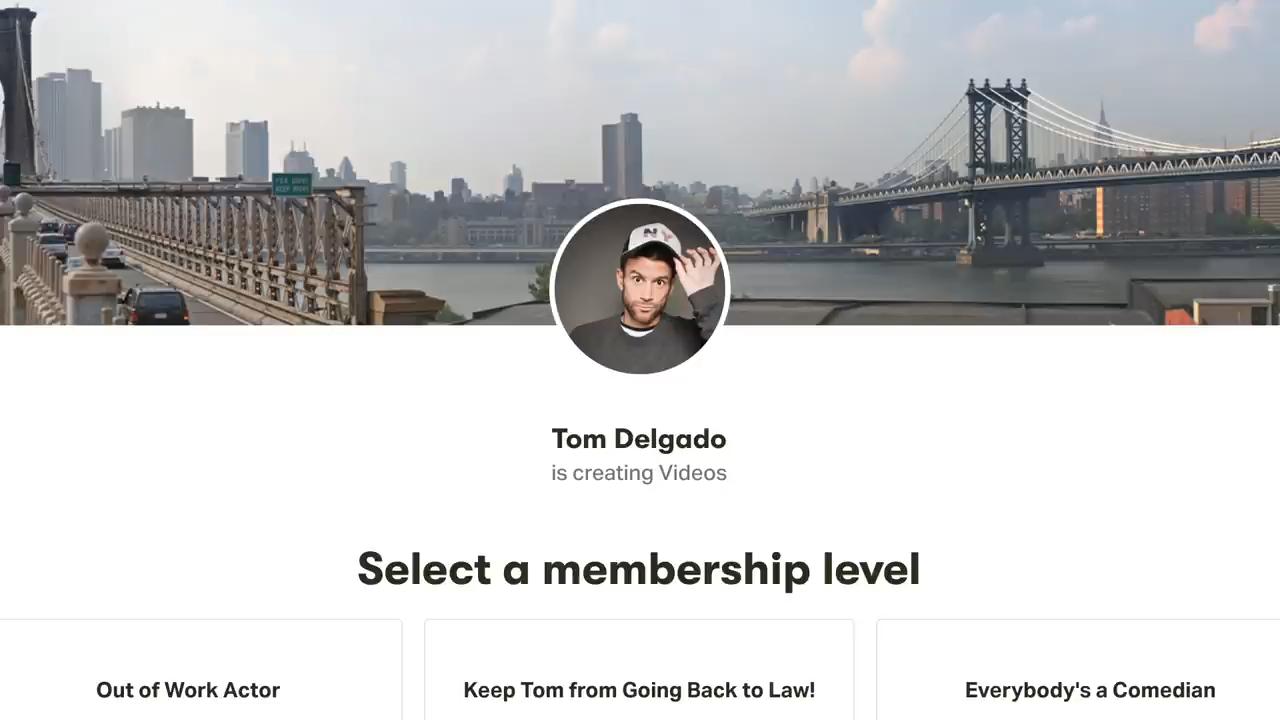 NY
Tom Delgado
is creating Videos
Select a membership level
Out of Work Actor
Keep Tom from Going Back to Law!
Everybody's a Comedian